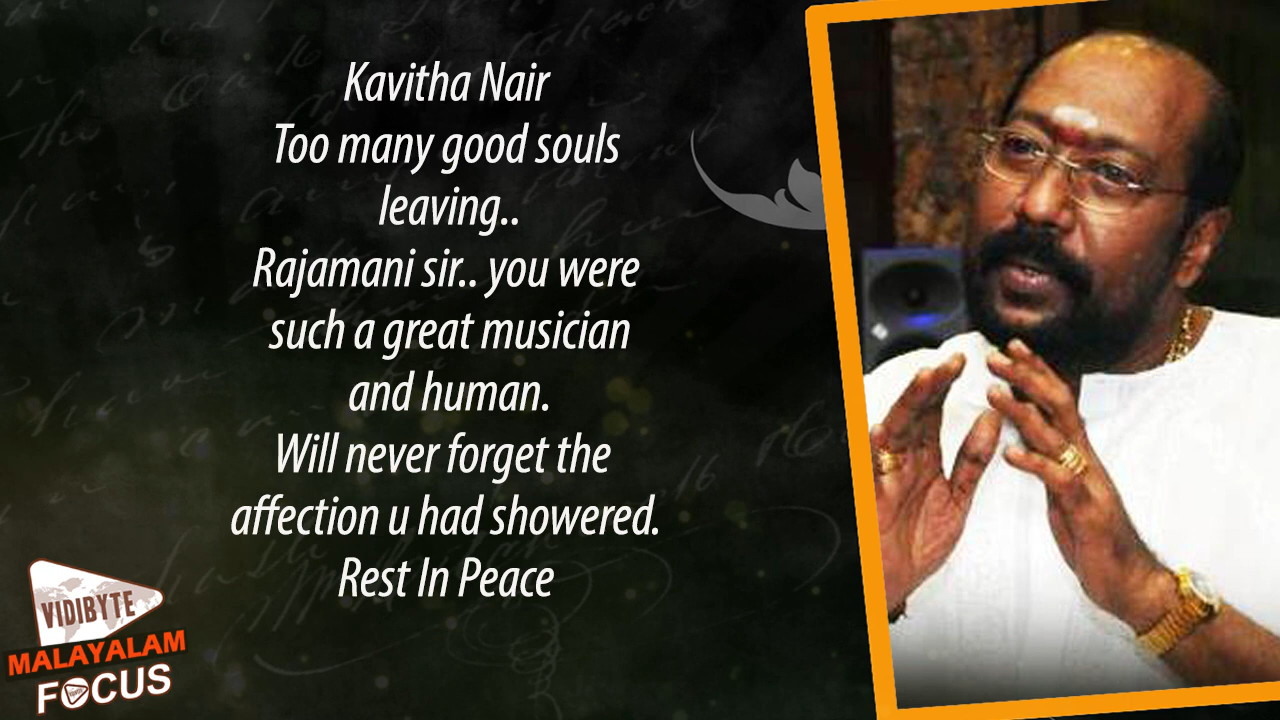 Kavitha Nair
Too many good souls
leaving..
Rajamani sir.. you were
such a great musician
and human.
Will never forget the
affection u had showered.
Rest In Peace
VIDIBYTE
MALAYALAM
FOCUS